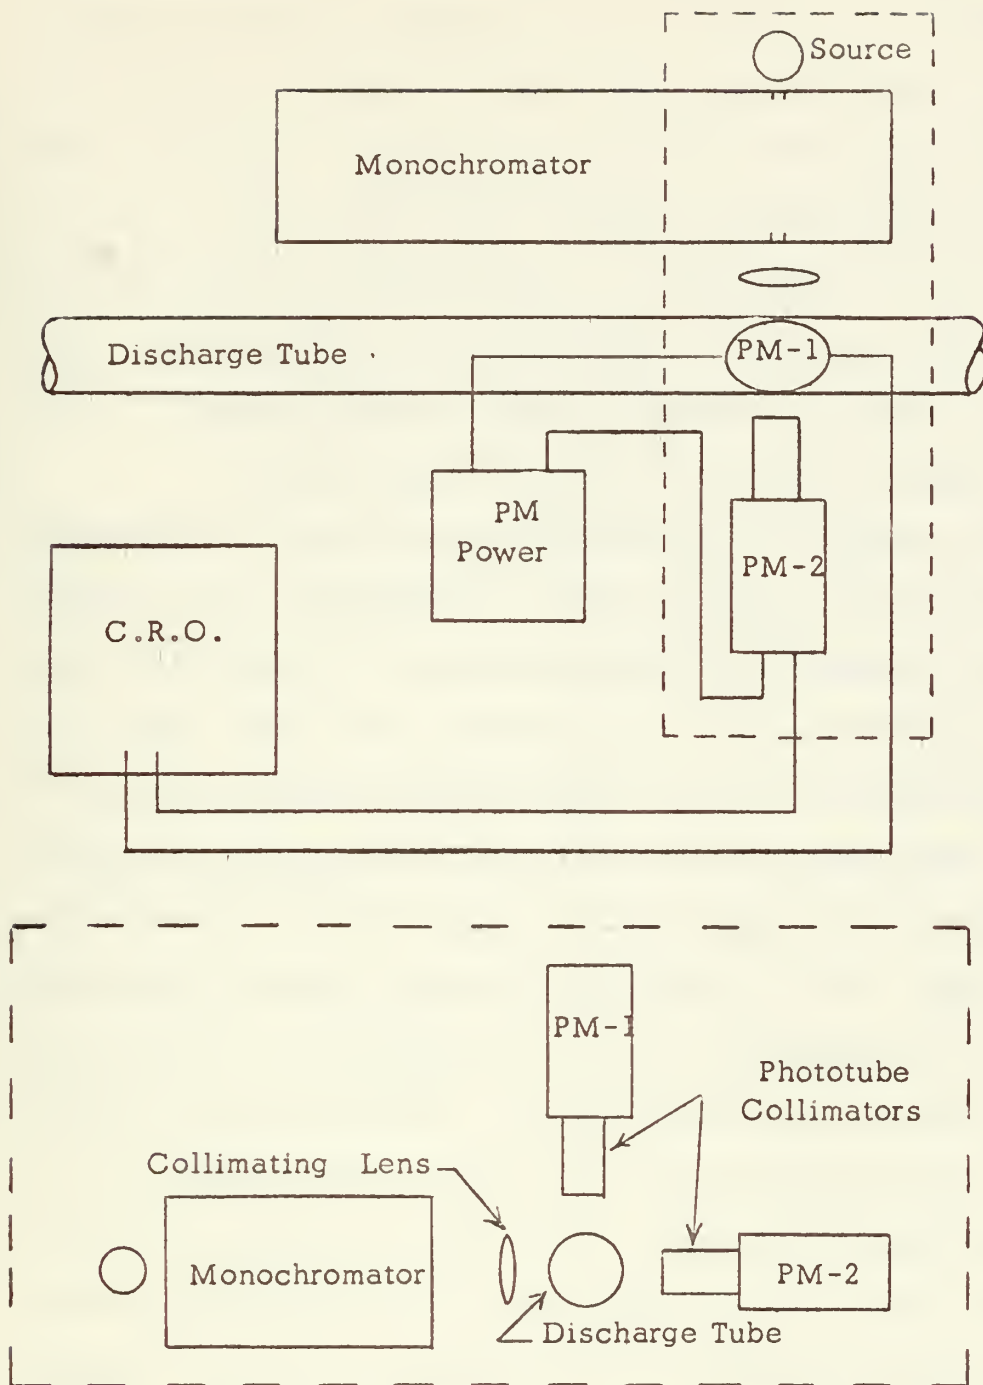 Source
Monochromator
Discharge Tube
PM-1
PM
Power
PM-2
C.R.O.
PM-1
Phototube
Collimators
Collimating Lens
Monochromator
PM-2
Discharge Tube